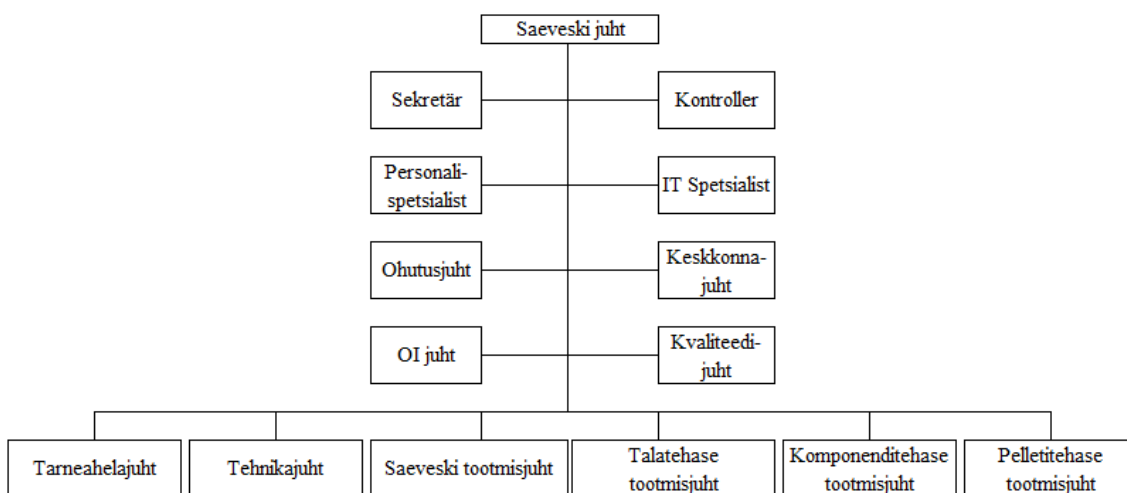 Saeveski juht
Sekretär
Kontroller
Personali-
spetsialist
IT Spetsialist
Ohutusjuht
Keskkonna-
juht
OI juht
Kvaliteedi-
juht
Tarneahelajuht
Tehnikajuht
Saeveski tootmisjuht
Talatehase
tootmisjuht
Komponenditehase
tootmisjuht
Pelletitehase
tootmisjuht